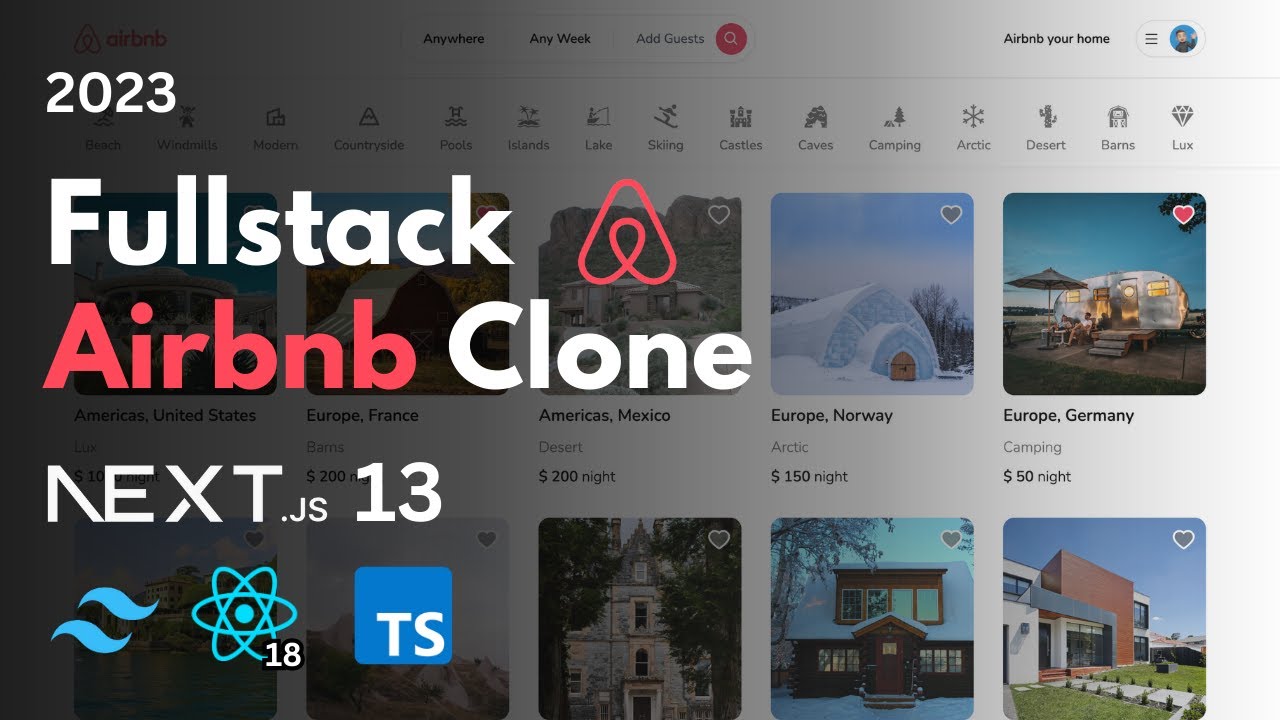 airbnb
Anywhere
Any Week
Add Guests
Airbnb your home
2023
Beach
Windmills
Modern
Countryside
Pools
Islands
Lake
Skiing
Castles
Caves
Camping
Arctic
Desert
Barns
Lux
Fullstack
Airbnb Clone
Americas, United States
Europe, France
Americas, Mexico
Europe, Norway
Europe, Germany
Lux
Barns
Desert
Arctic
Camping
$ 200 night
$ 200 night
$ 150 night
$ 50 night
NEXT.JS 13
18
TS